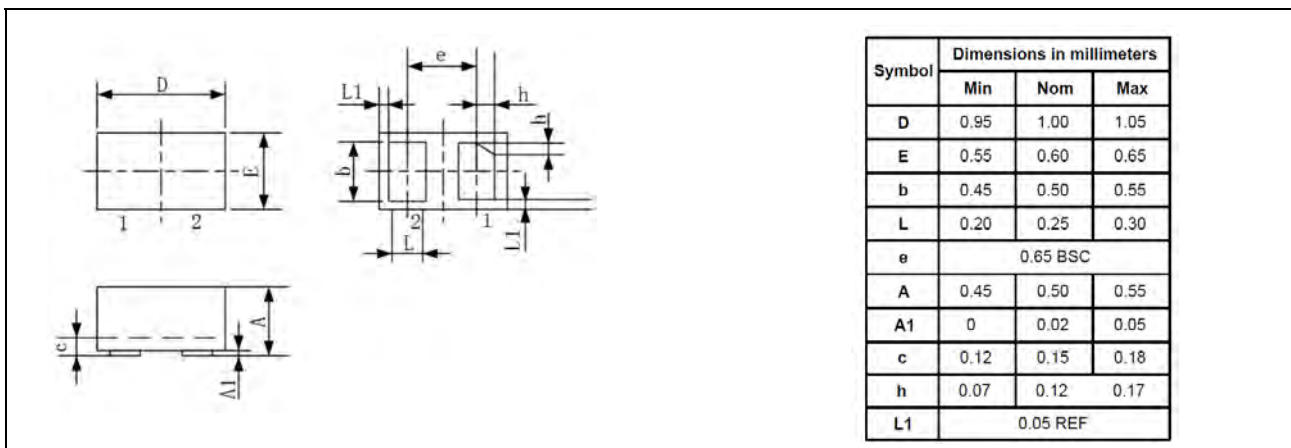 D
E
1 2
c
A
A1
e
L1
h
h
b
2 1
L
L1
Symbol Dimensions in millimeters
Min Nom Max
D 0.95 1.00 1.05
E 0.55 0.60 0.65
b 0.45 0.50 0.55
L 0.20 0.25 0.30
e 0.65 BSC
A 0.45 0.50 0.55
A1 0 0.02 0.05
c 0.12 0.15 0.18
h 0.07 0.12 0.17
L1 0.05 REF